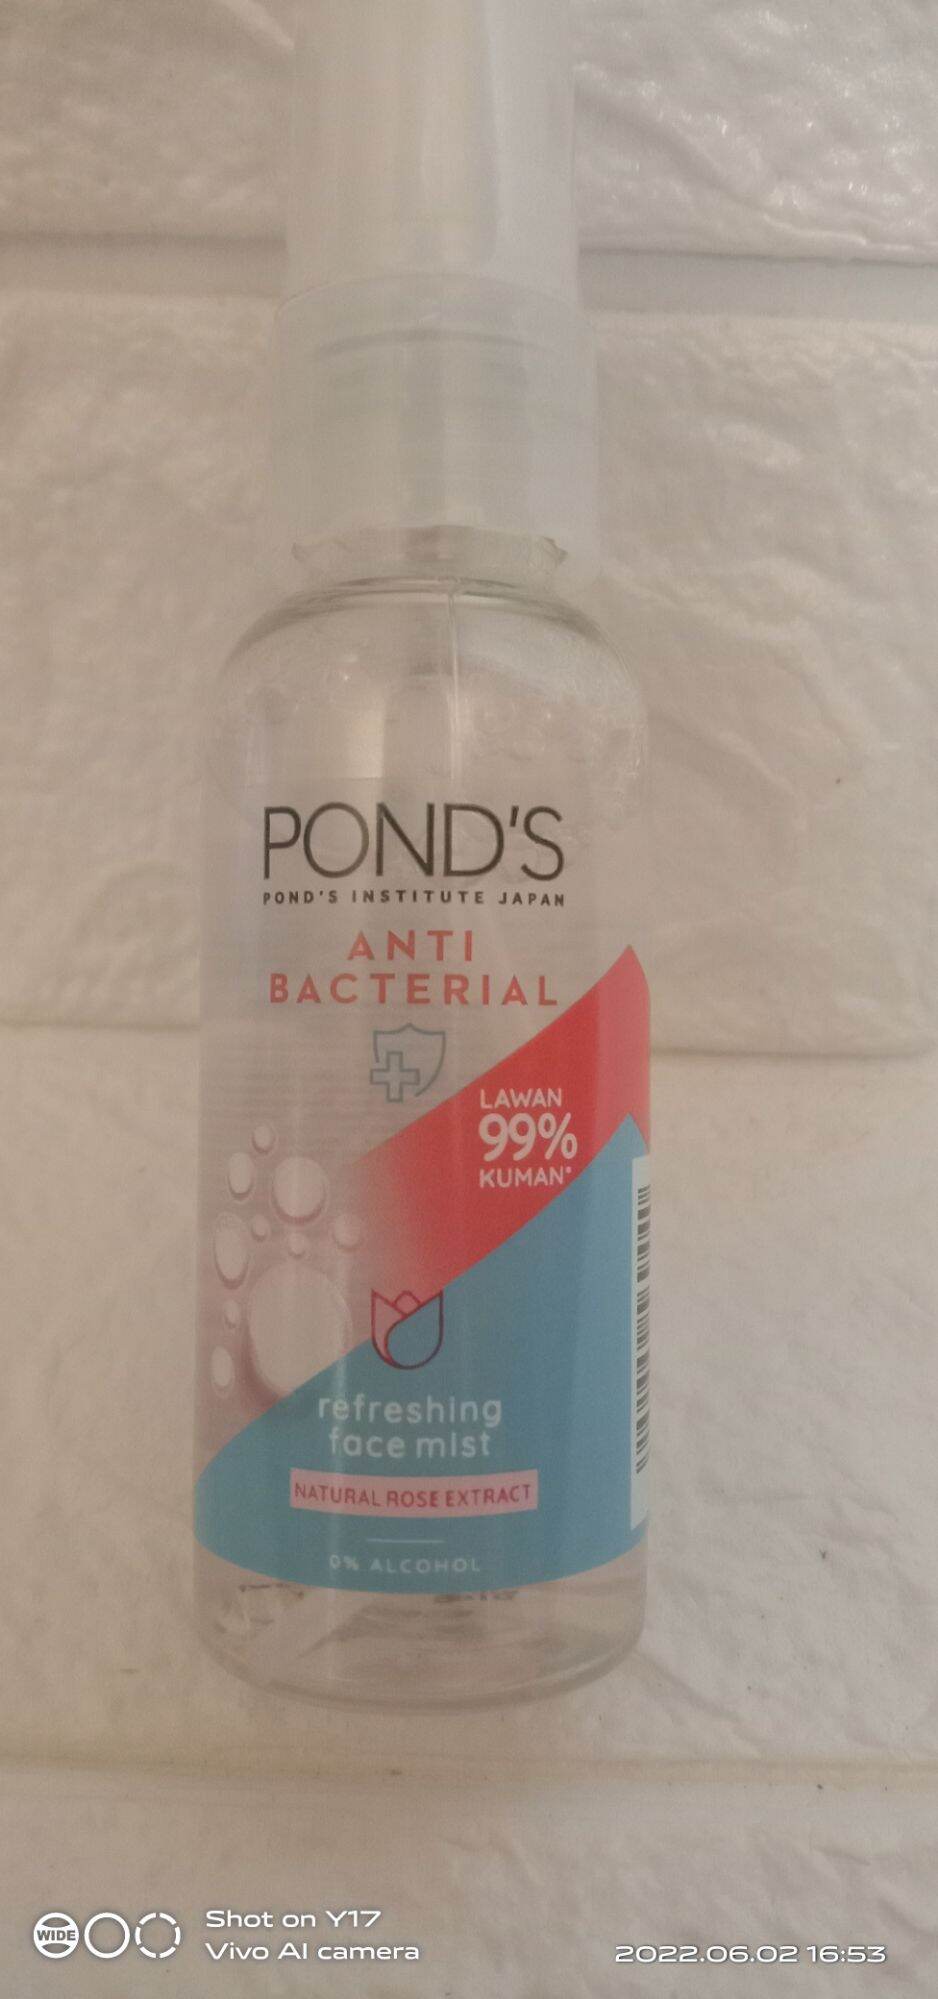 POND'S
POND'S INSTITUTE JAPAN
ANTI
BACTERIAL
LAWAN
99%
KUMAN*
refreshing
face mist
NATURAL ROSE EXTRACT
0% ALCOHOL
WIDE
Shot on Y17
Vivo AI camera
2022.06.02 16:53